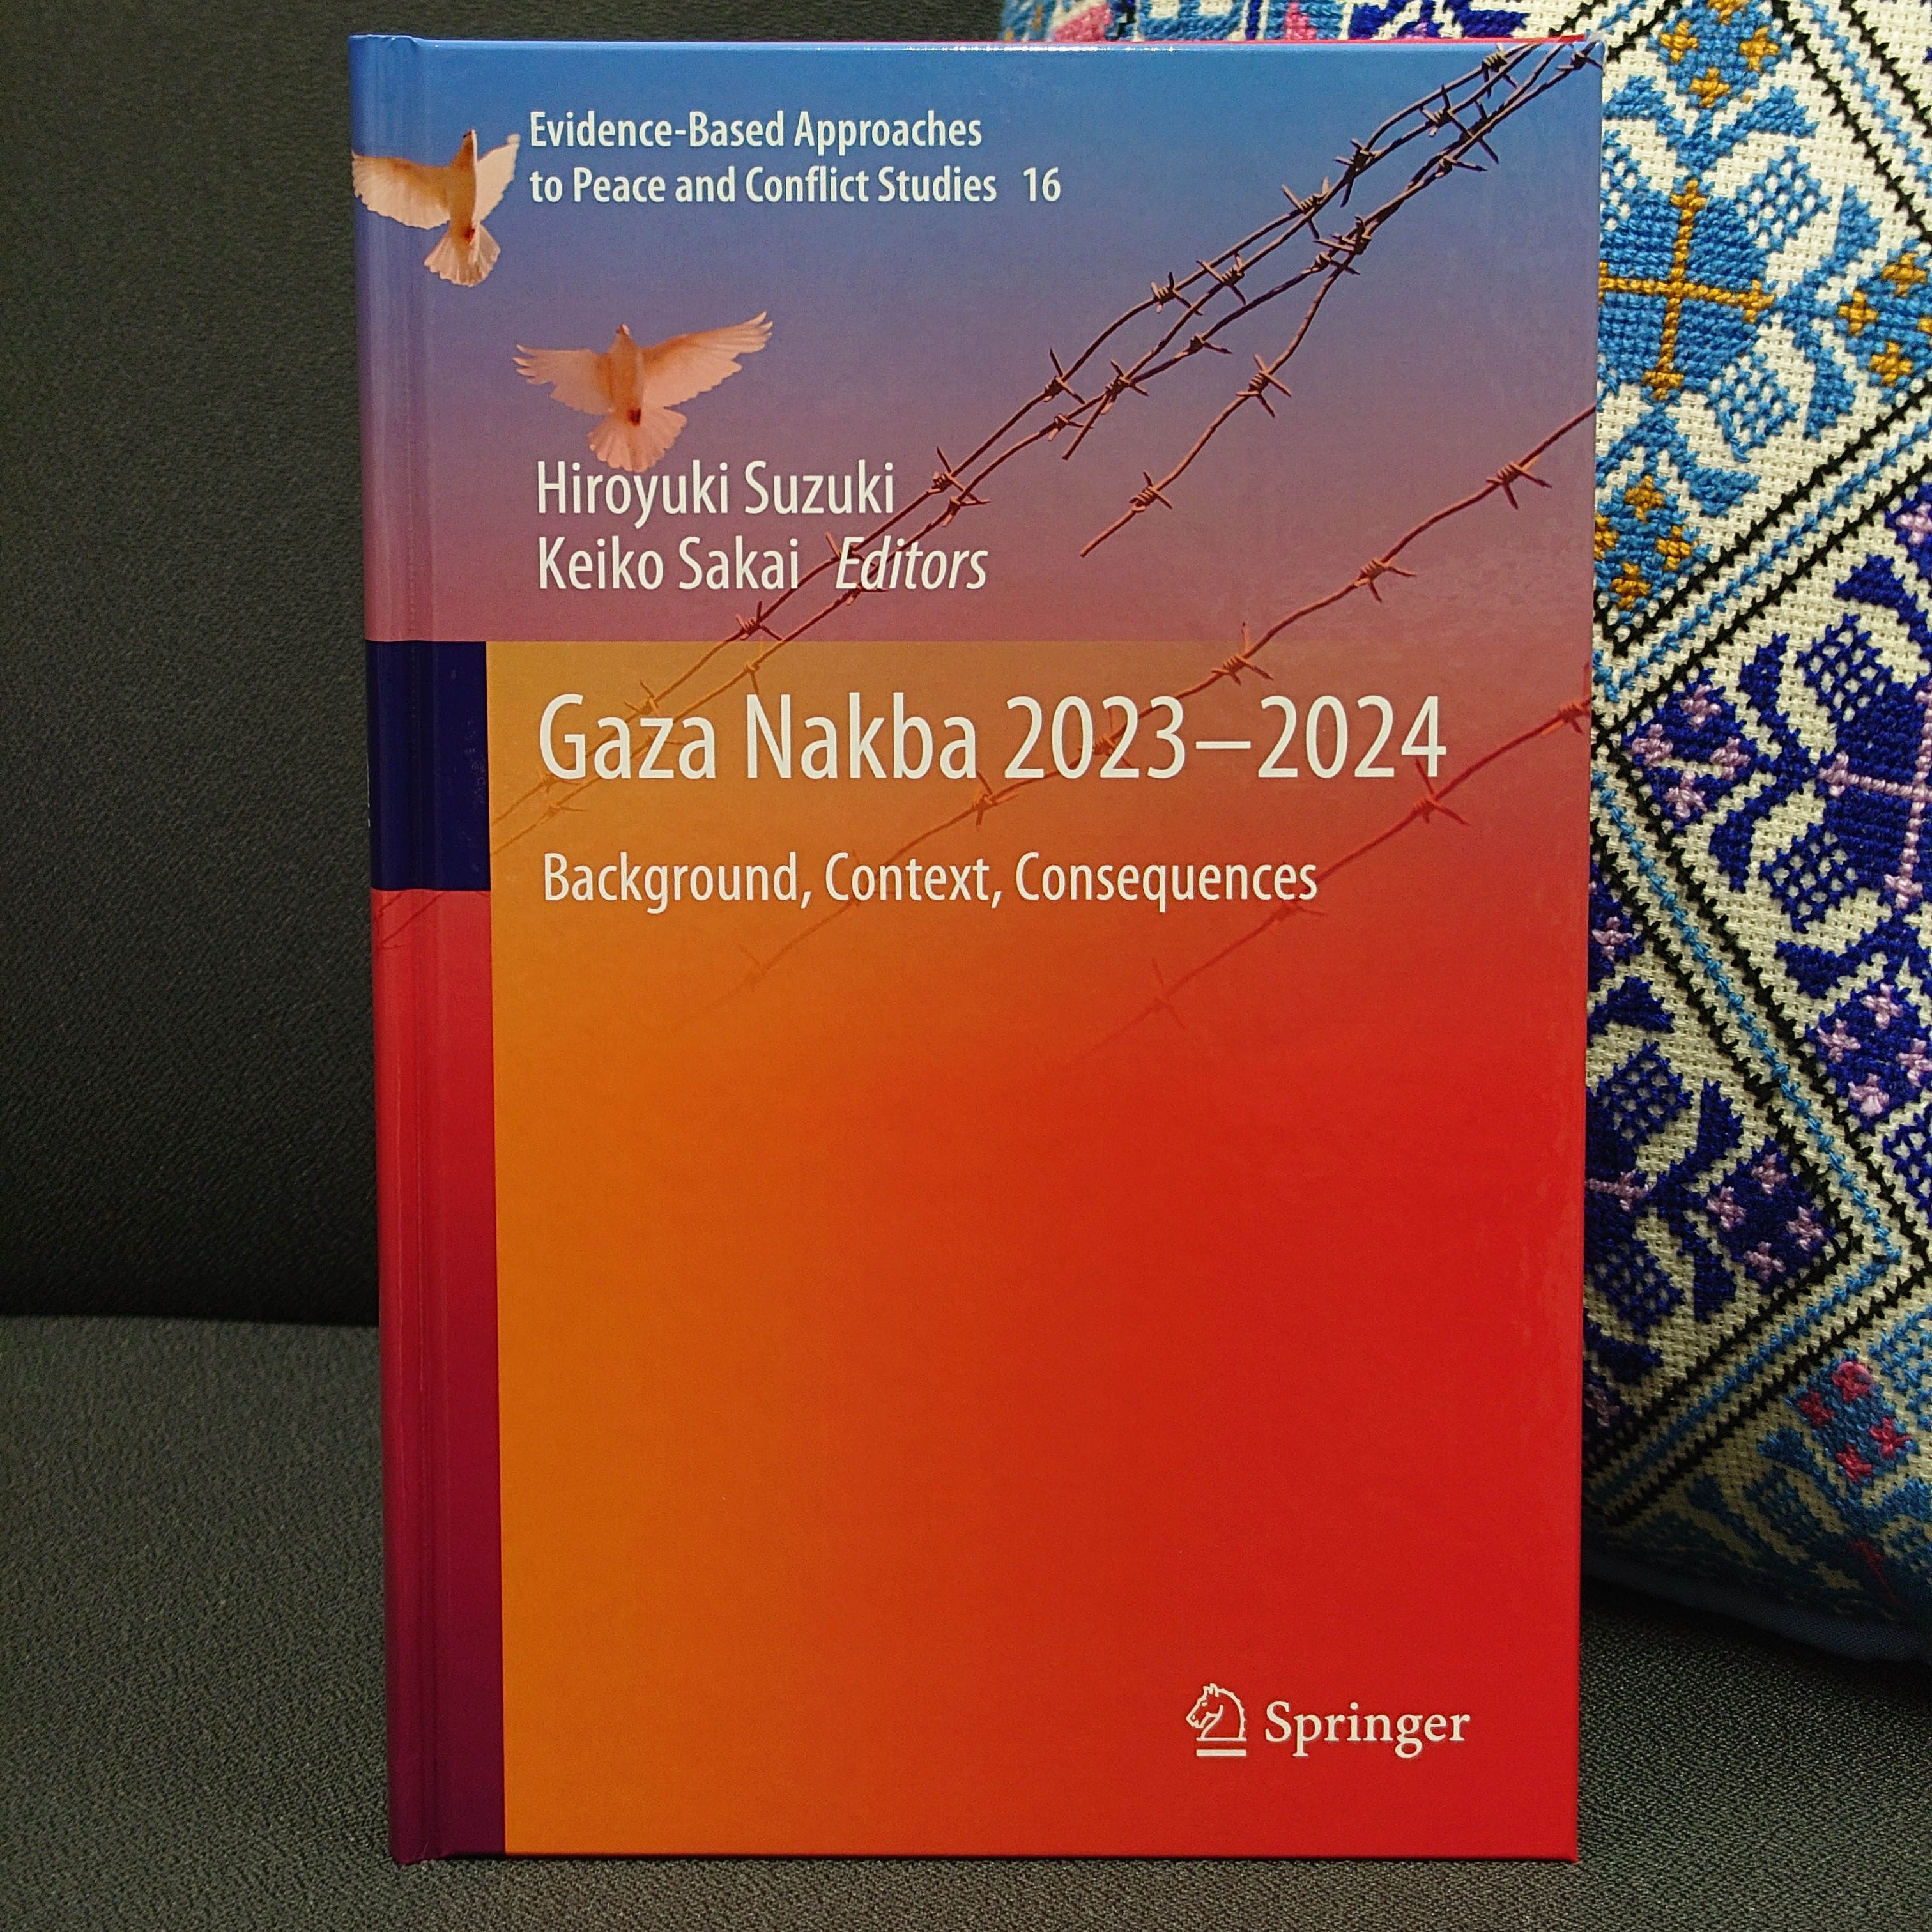 Evidence-Based Approaches
to Peace and Conflict Studies 16
Hiroyuki Suzuki
Keiko Sakai Editors
Gaza Nakba 2023–2024
Background, Context, Consequences
Springer